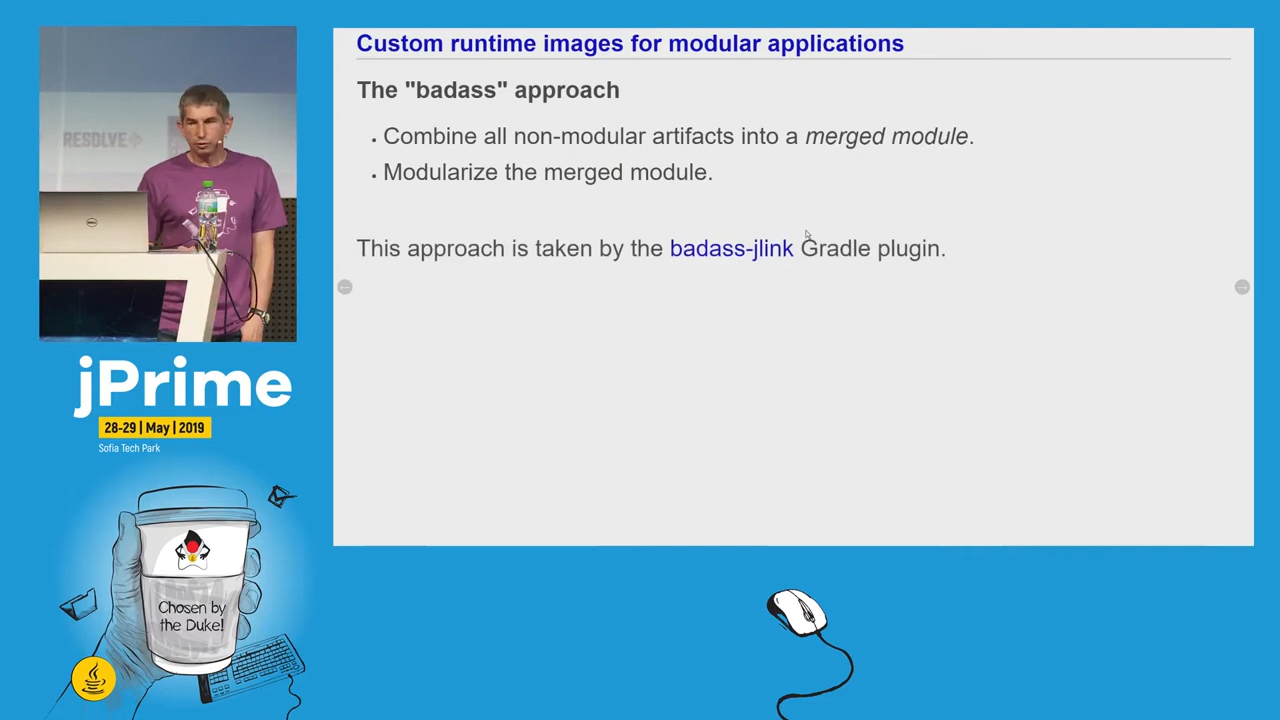 RESOLVE
jPrime
28-29 | May | 2019
Sofia Tech Park
Chosen by
the Duke!
Custom runtime images for modular applications
The "badass" approach
• Combine all non-modular artifacts into a merged module.
• Modularize the merged module.
This approach is taken by the badass-jlink Gradle plugin.